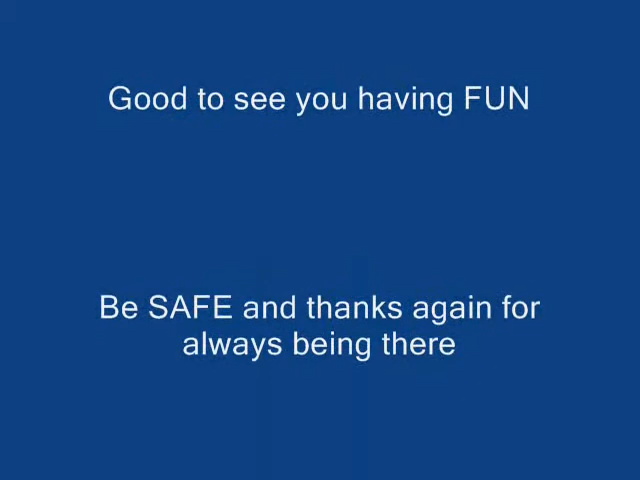 Good to see you having FUN
Be SAFE and thanks again for
always being there